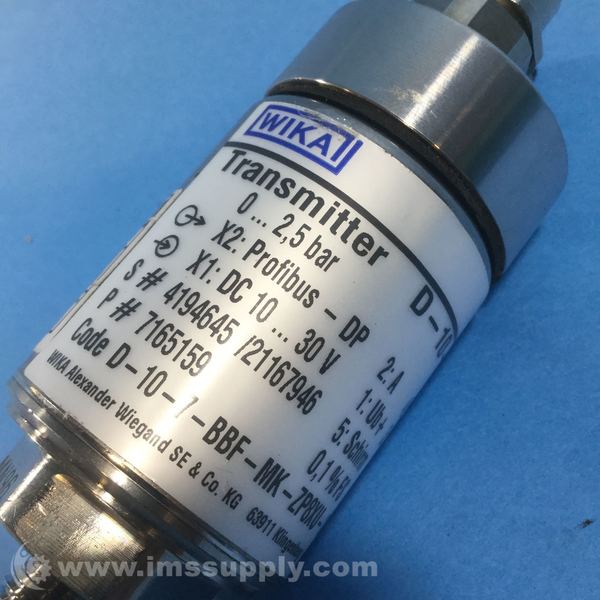 WIKA
Transmitter D-10
0 ... 2,5 bar
X2: Profibus - DP 2: A
X1: DC 10 ... 30 V 1: Ub+
S ## 4194645 /21167946 5: Schirm
P # 7165159 0,1 %
Code D-10-7-BBF-MK-ZP8XU-
WIKA Alexander Wiegand SE & Co. KG 63911
www.imssupply.com